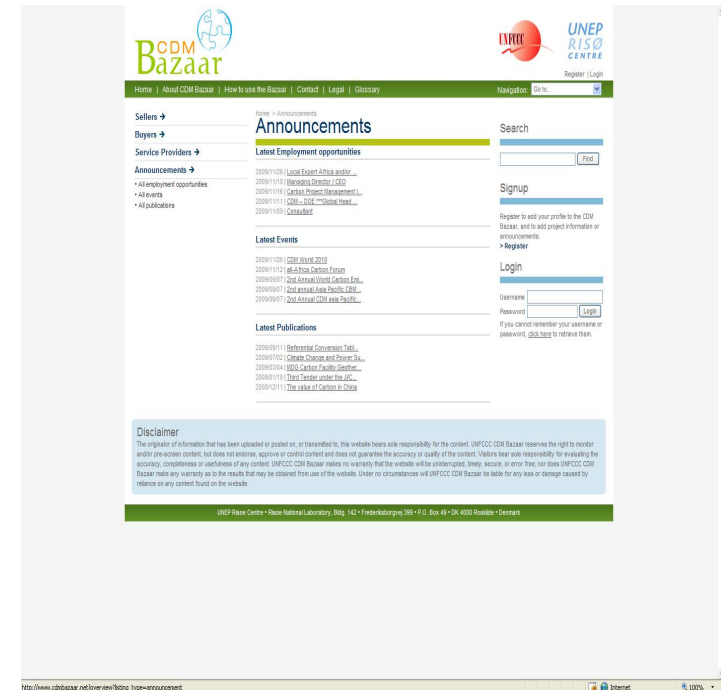 CDM
Bazaar
UNFCCC
UNEP
RISØ
CENTRE
Register | Login
Home | About CDM Bazaar | How to use the Bazaar | Contact | Legal | Glossary
Navigation: Go to...
Sellers →
Buyers →
Service Providers →
Announcements →
• All employment opportunities
• All events
• All publications
Home > Announcements
Announcements
Latest Employment opportunities
2009/11/26 | Local Expert Africa and/or ...
2009/11/18 | Managing Director / CEO
2009/11/16 | Carbon Project Management I...
2009/11/11 | CDM – DOE ***Global Head ...
2009/11/09 | Consultant
Latest Events
2009/11/26 | CDM World 2010
2009/11/12 | all-Africa Carbon Forum
2009/09/07 | 2nd Annual World Carbon Emi...
2009/09/07 | 2nd annual Asia Pacific CBM...
2009/09/07 | 2nd Annual CDM asia Pacific...
Latest Publications
2009/09/11 | Referential Conversion Tabl...
2009/07/02 | Climate Change and Power Su...
2009/03/04 | MDG Carbon Facility Geother...
2009/01/19 | Third Tender under the JI/C...
2008/12/11 | The value of Carbon in China
Search
Find
Signup
Register to add your profile to the CDM
Bazaar, and to add project information or
announcements.
> Register
Login
Username
Password
Login
If you cannot remember your username or
password, click here to retrieve them.
Disclaimer
The originator of information that has been uploaded or posted on, or transmitted to, this website bears sole responsibility for the content. UNFCCC CDM Bazaar reserves the right to monitor
and/or pre-screen content, but does not endorse, approve or control content and does not guarantee the accuracy or quality of the content. Visitors bear sole responsibility for evaluating the
accuracy, completeness or usefulness of any content. UNFCCC CDM Bazaar makes no warranty that the website will be uninterrupted, timely, secure, or error free; nor does UNFCCC CDM
Bazaar make any warranty as to the results that may be obtained from use of the website. Under no circumstances will UNFCCC CDM Bazaar be liable for any loss or damage caused by
reliance on any content found on the website.
UNEP Risoe Centre • Risoe National Laboratory, Bldg. 142 • Frederiksborgvej 399 • P.O. Box 49 • DK 4000 Roskilde • Denmark
http://www.cdmbazaar.net/overview?listing_type=announcement
Internet
100%